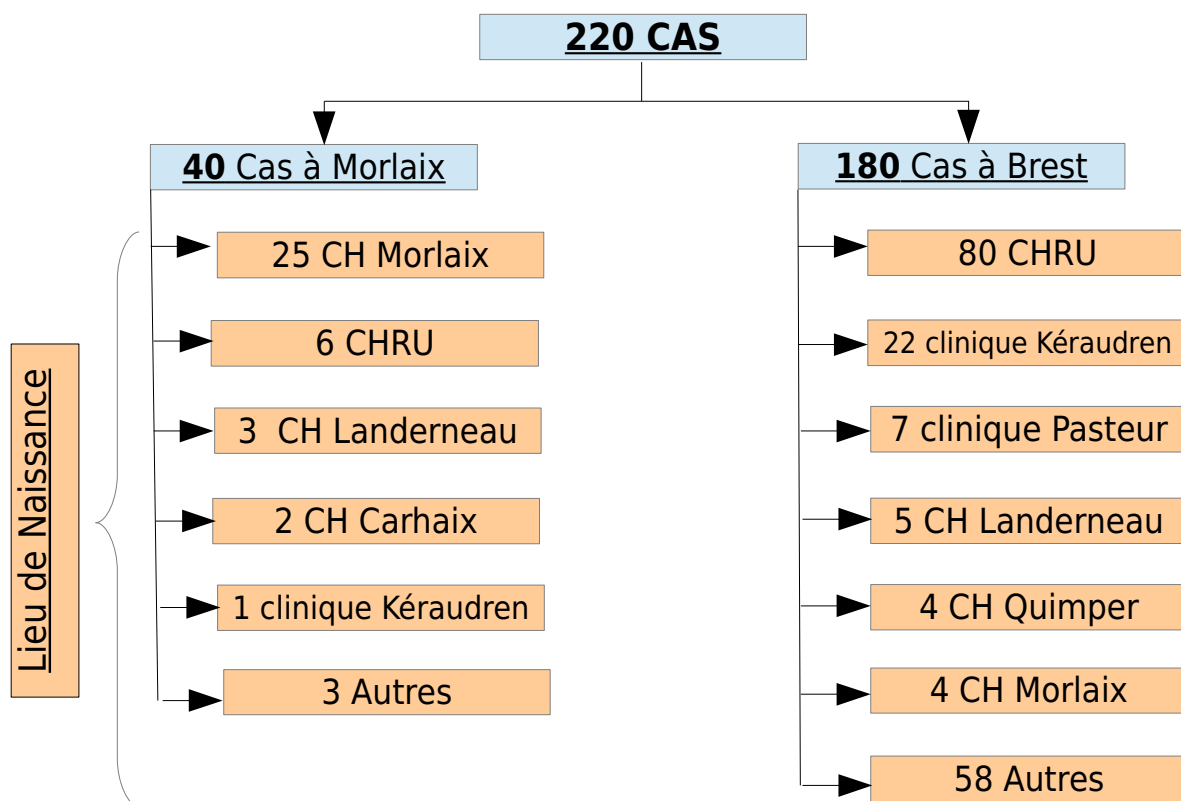 220 CAS
40 Cas à Morlaix
180 Cas à Brest
Lieu de Naissance
25 CH Morlaix
6 CHRU
3 CH Landerneau
2 CH Carhaix
1 clinique Kéraudren
3 Autres
80 CHRU
22 clinique Kéraudren
7 clinique Pasteur
5 CH Landerneau
4 CH Quimper
4 CH Morlaix
58 Autres